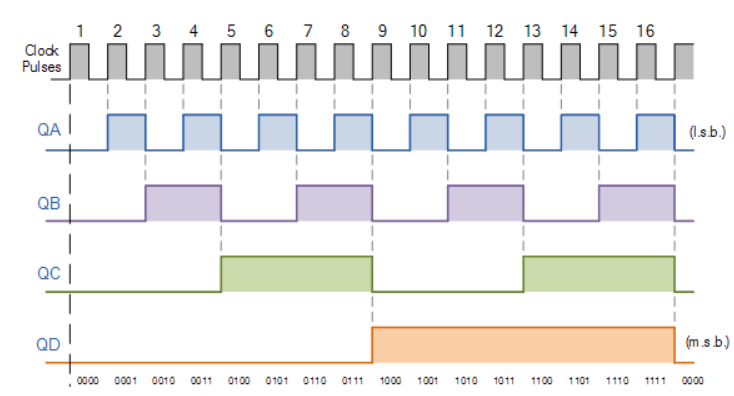 1 2 3 4 5 6 7 8 9 10 11 12 13 14 15 16
Clock
Pulses
QA
(l.s.b.)
QB
QC
QD
(m.s.b.)
0000 0001 0010 0011 0100 0101 0110 0111 1000 1001 1010 1011 1100 1101 1110 1111 0000